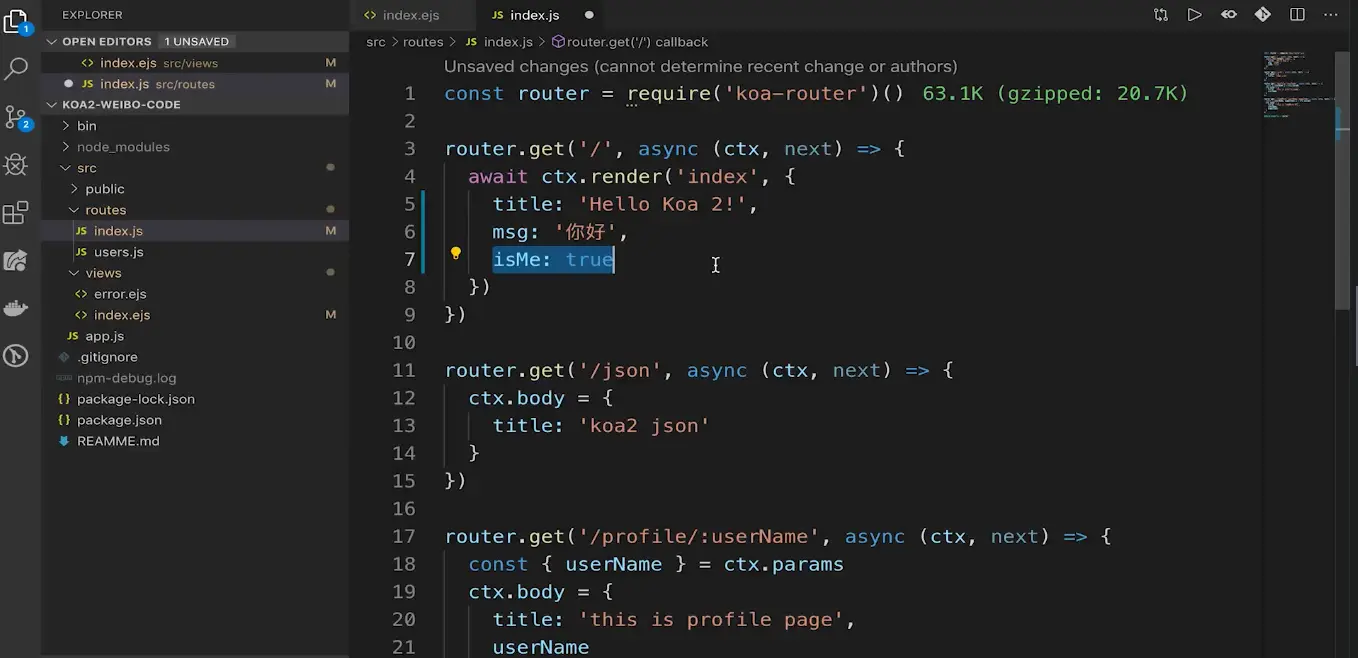 EXPLORER
OPEN EDITORS 1 UNSAVED
<> index.ejs src/views M
JS index.js src/routes M
KOA2-WEIBO-CODE
bin
node_modules
src
public
routes
JS index.js M
JS users.js
views
<> error.ejs
<> index.ejs M
JS app.js
.gitignore
npm-debug.log
{} package-lock.json
{} package.json
REAMME.md
1
2
<> index.ejs
JS index.js
src > routes > JS index.js > router.get('/') callback
Unsaved changes (cannot determine recent change or authors)
1 const router = require('koa-router')() 63.1K (gzipped: 20.7K)
2
3 router.get('/', async (ctx, next) => {
4 await ctx.render('index', {
5 title: 'Hello Koa 2!',
6 msg: '你好',
7 isMe: true
8 })
9 })
10
11 router.get('/json', async (ctx, next) => {
12 ctx.body = {
13 title: 'koa2 json'
14 }
15 })
16
17 router.get('/profile/:userName', async (ctx, next) => {
18 const { userName } = ctx.params
19 ctx.body = {
20 title: 'this is profile page',
21 userName